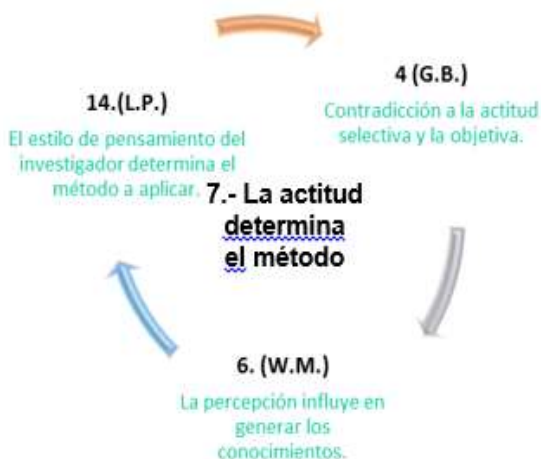 4 (G.B.)
Contradicción a la actitud
selectiva y la objetiva.
14.(L.P.)
El estilo de pensamiento del
investigador determina el
método a aplicar.
7.- La actitud
determina
el método
6. (W.M.)
La percepción influye en
generar los
conocimientos.